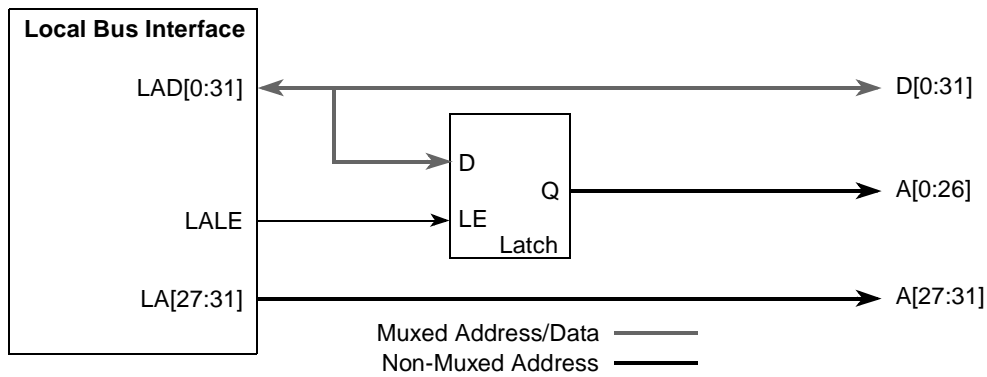 Local Bus Interface
LAD[0:31]
D[0:31]
D
Q
A[0:26]
LALE
LE
Latch
LA[27:31]
A[27:31]
Muxed Address/Data
Non-Muxed Address